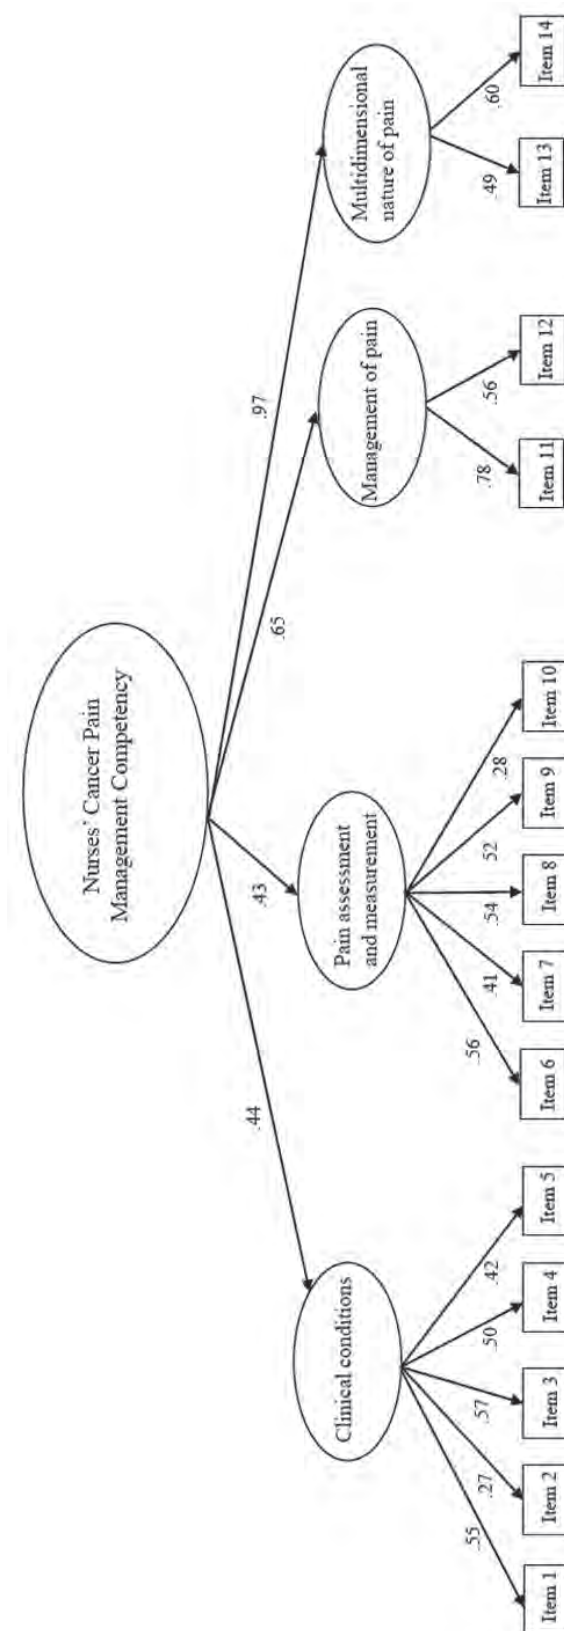 Nurses’ Cancer Pain
Management Competency
.44
.43
.65
.97
Clinical conditions
Pain assessment
and measurement
Management of pain
Multidimensional
nature of pain
.55
.27
.57
.50
.42
.56
.41
.54
52
.28
.78
.56
.49
.60
Item 1
Item 2
Item 3
Item 4
Item 5
Item 6
Item 7
Item 8
Item 9
Item 10
Item 11
Item 12
Item 13
Item 14